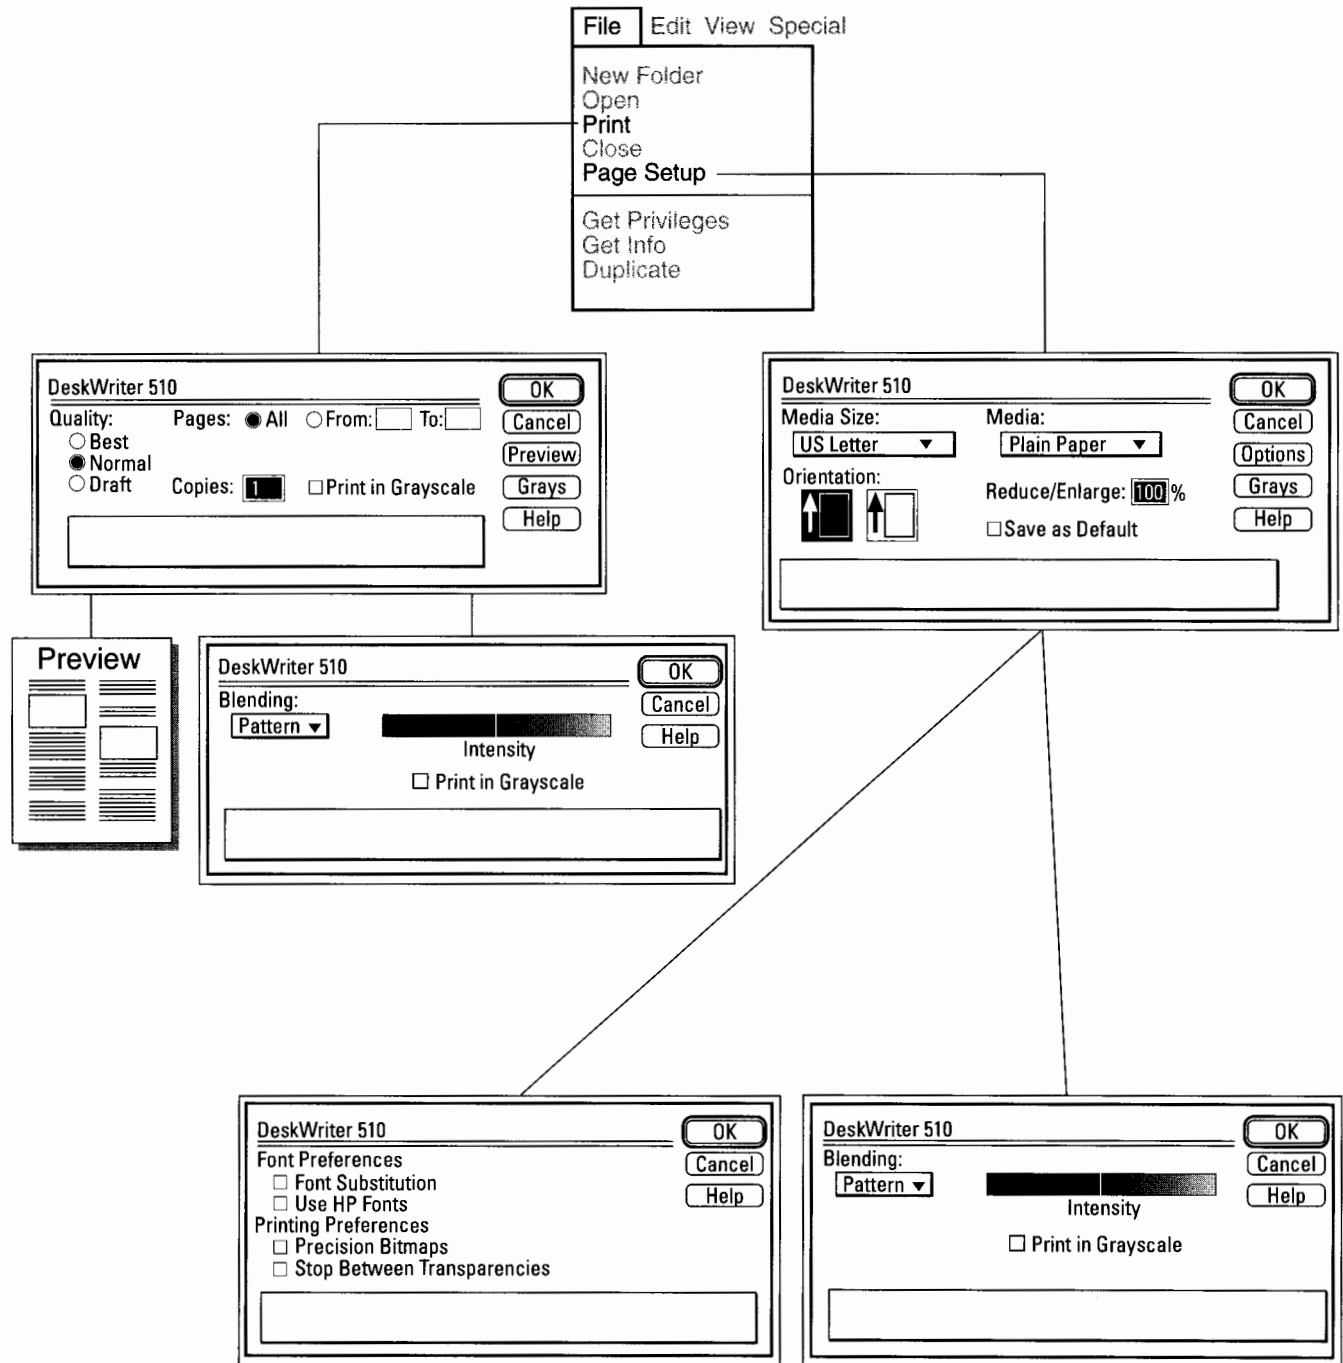 File Edit View Special
New Folder
Open
Print
Close
Page Setup
Get Privileges
Get Info
Duplicate
DeskWriter 510
OK
Quality:
Pages: All From: To:
Cancel
Best
Normal
Preview
Draft
Copies: 1 Print in Grayscale
Grays
Help
DeskWriter 510
OK
Media Size: Media:
Cancel
US Letter Plain Paper
Options
Orientation:
Reduce/Enlarge: 100 %
Grays
Save as Default
Help
Preview
DeskWriter 510
OK
Blending:
Cancel
Pattern
Intensity
Help
Print in Grayscale
DeskWriter 510
OK
Font Preferences
Cancel
Font Substitution
Use HP Fonts
Help
Printing Preferences
Precision Bitmaps
Stop Between Transparencies
DeskWriter 510
OK
Blending:
Cancel
Pattern
Intensity
Help
Print in Grayscale